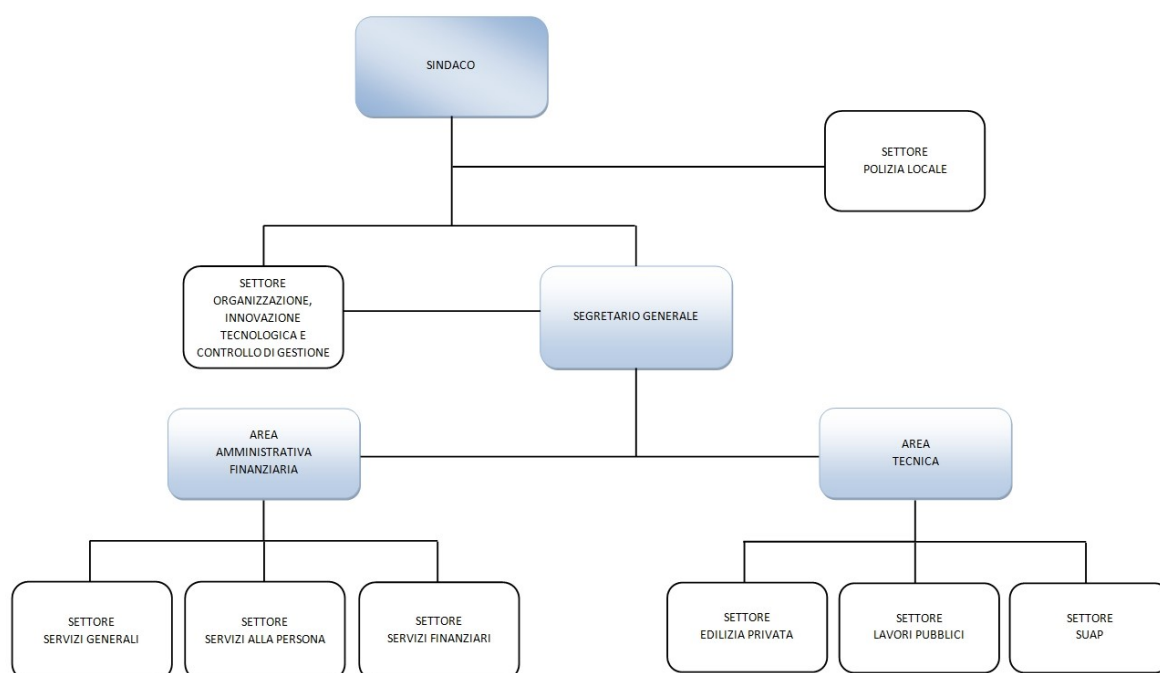 SINDACO
SETTORE
POLIZIA LOCALE
SETTORE
ORGANIZZAZIONE,
INNOVAZIONE
TECNOLOGICA E
CONTROLLO DI GESTIONE
SEGRETARIO GENERALE
AREA
AMMINISTRATIVA
FINANZIARIA
AREA
TECNICA
SETTORE
SERVIZI GENERALI
SETTORE
SERVIZI ALLA PERSONA
SETTORE
SERVIZI FINANZIARI
SETTORE
EDILIZIA PRIVATA
SETTORE
LAVORI PUBBLICI
SETTORE
SUAP